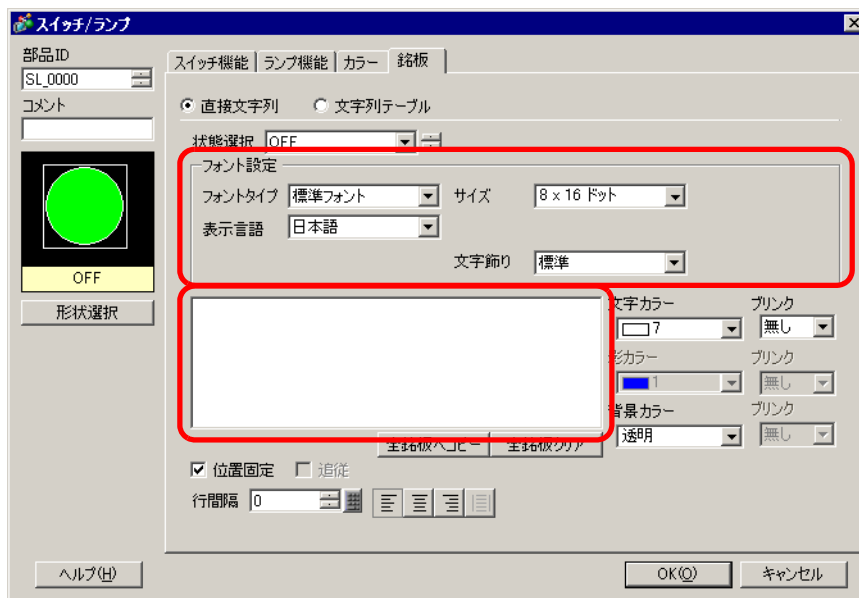 スイッチ/ランプ
部品ID
SL_0000
コメント
OFF
形状選択
スイッチ機能 ランプ機能 カラー 銘板
直接文字列 文字列テーブル
状態選択 OFF
フォント設定
フォントタイプ 標準フォント サイズ 8 x 16 ドット
表示言語 日本語
文字飾り 標準
文字カラー ブリンク
7 無し
影カラー ブリンク
1 無し
背景カラー ブリンク
透明 無し
全銘板へコピー 全銘板クリア
位置固定 追従
行間隔 0
ヘルプ(H) OK(O) キャンセル